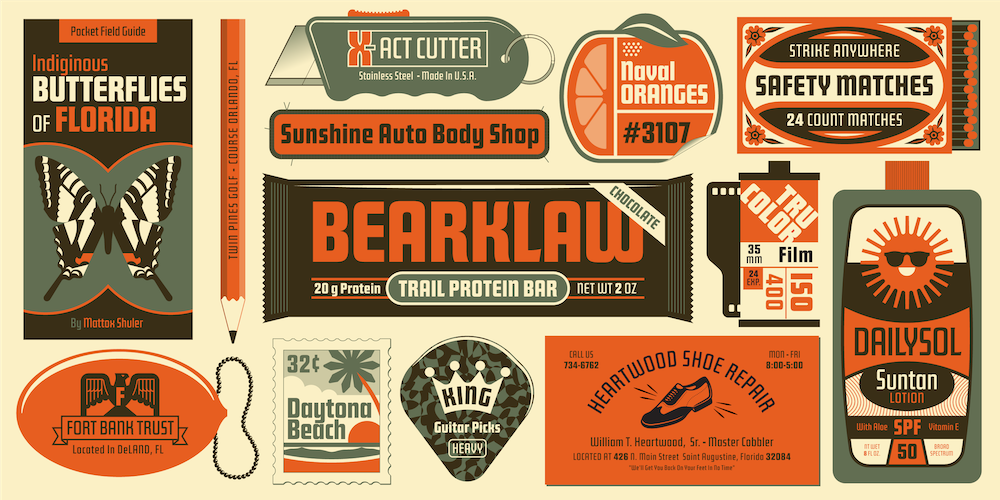 Pocket Field Guide
Indiginous
BUTTERFLIES
OF FLORIDA
By Mattox Shuler
TWIN PINES GOLF - COURSE ORLANDO, FL
X-ACT CUTTER
Stainless Steel - Made In U.S.A.
Sunshine Auto Body Shop
Naval
ORANGES
#3107
STRIKE ANYWHERE
SAFETY MATCHES
24 COUNT MATCHES
BEARKLAW
CHOCOLATE
20 g Protein
TRAIL PROTEIN BAR
NET WT 2 OZ
TRU
COLOR
35
mm
Film
24
EXP.
400
ISO
DAILYSOL
Suntan
LOTION
With Aloe
SPF
Vitamin E
NT WT
8 FL OZ.
50
BROAD
SPECTRUM
F
FORT BANK TRUST
Located In DeLAND, FL
32¢
Daytona
Beach
KING
Guitar Picks
HEAVY
CALL US
734-6762
MON - FRI
8:00-5:00
HEARTWOOD SHOE REPAIR
William T. Heartwood, Sr. - Master Cobbler
LOCATED AT 426 N. Main Street Saint Augustine, Florida 32084
"We'll Get You Back On Your Feet In No Time"